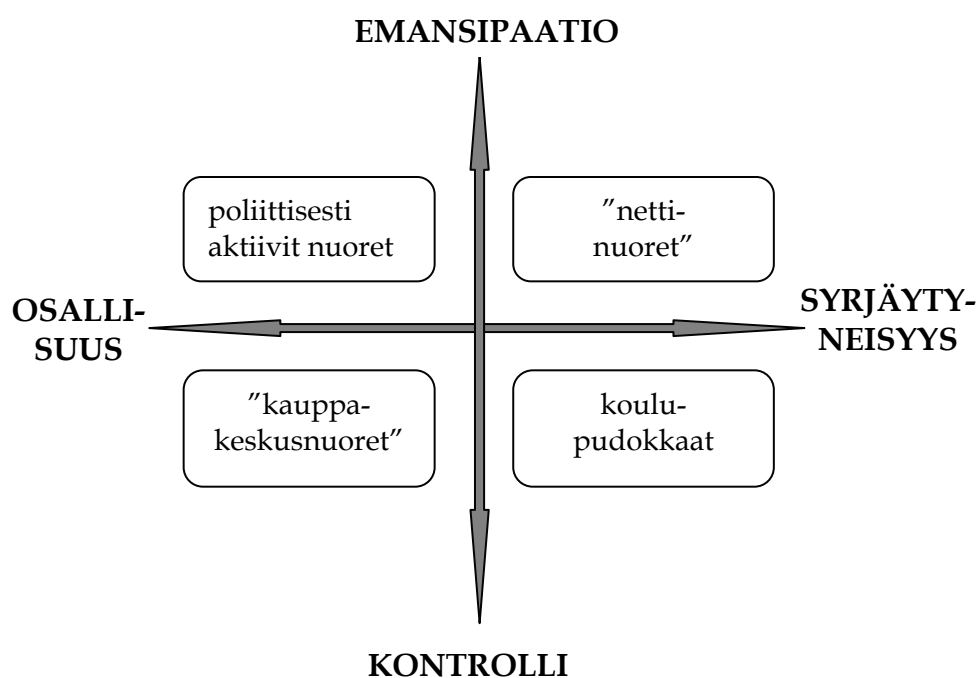 EMANSIPAATIO
poliittisesti
aktiivit nuoret
”netti-
nuoret”
OSALLI-
SUUS
SYRJÄYTY-
NEISYYS
”kauppa-
keskusnuoret”
koulu-
pudokkaat
KONTROLLI